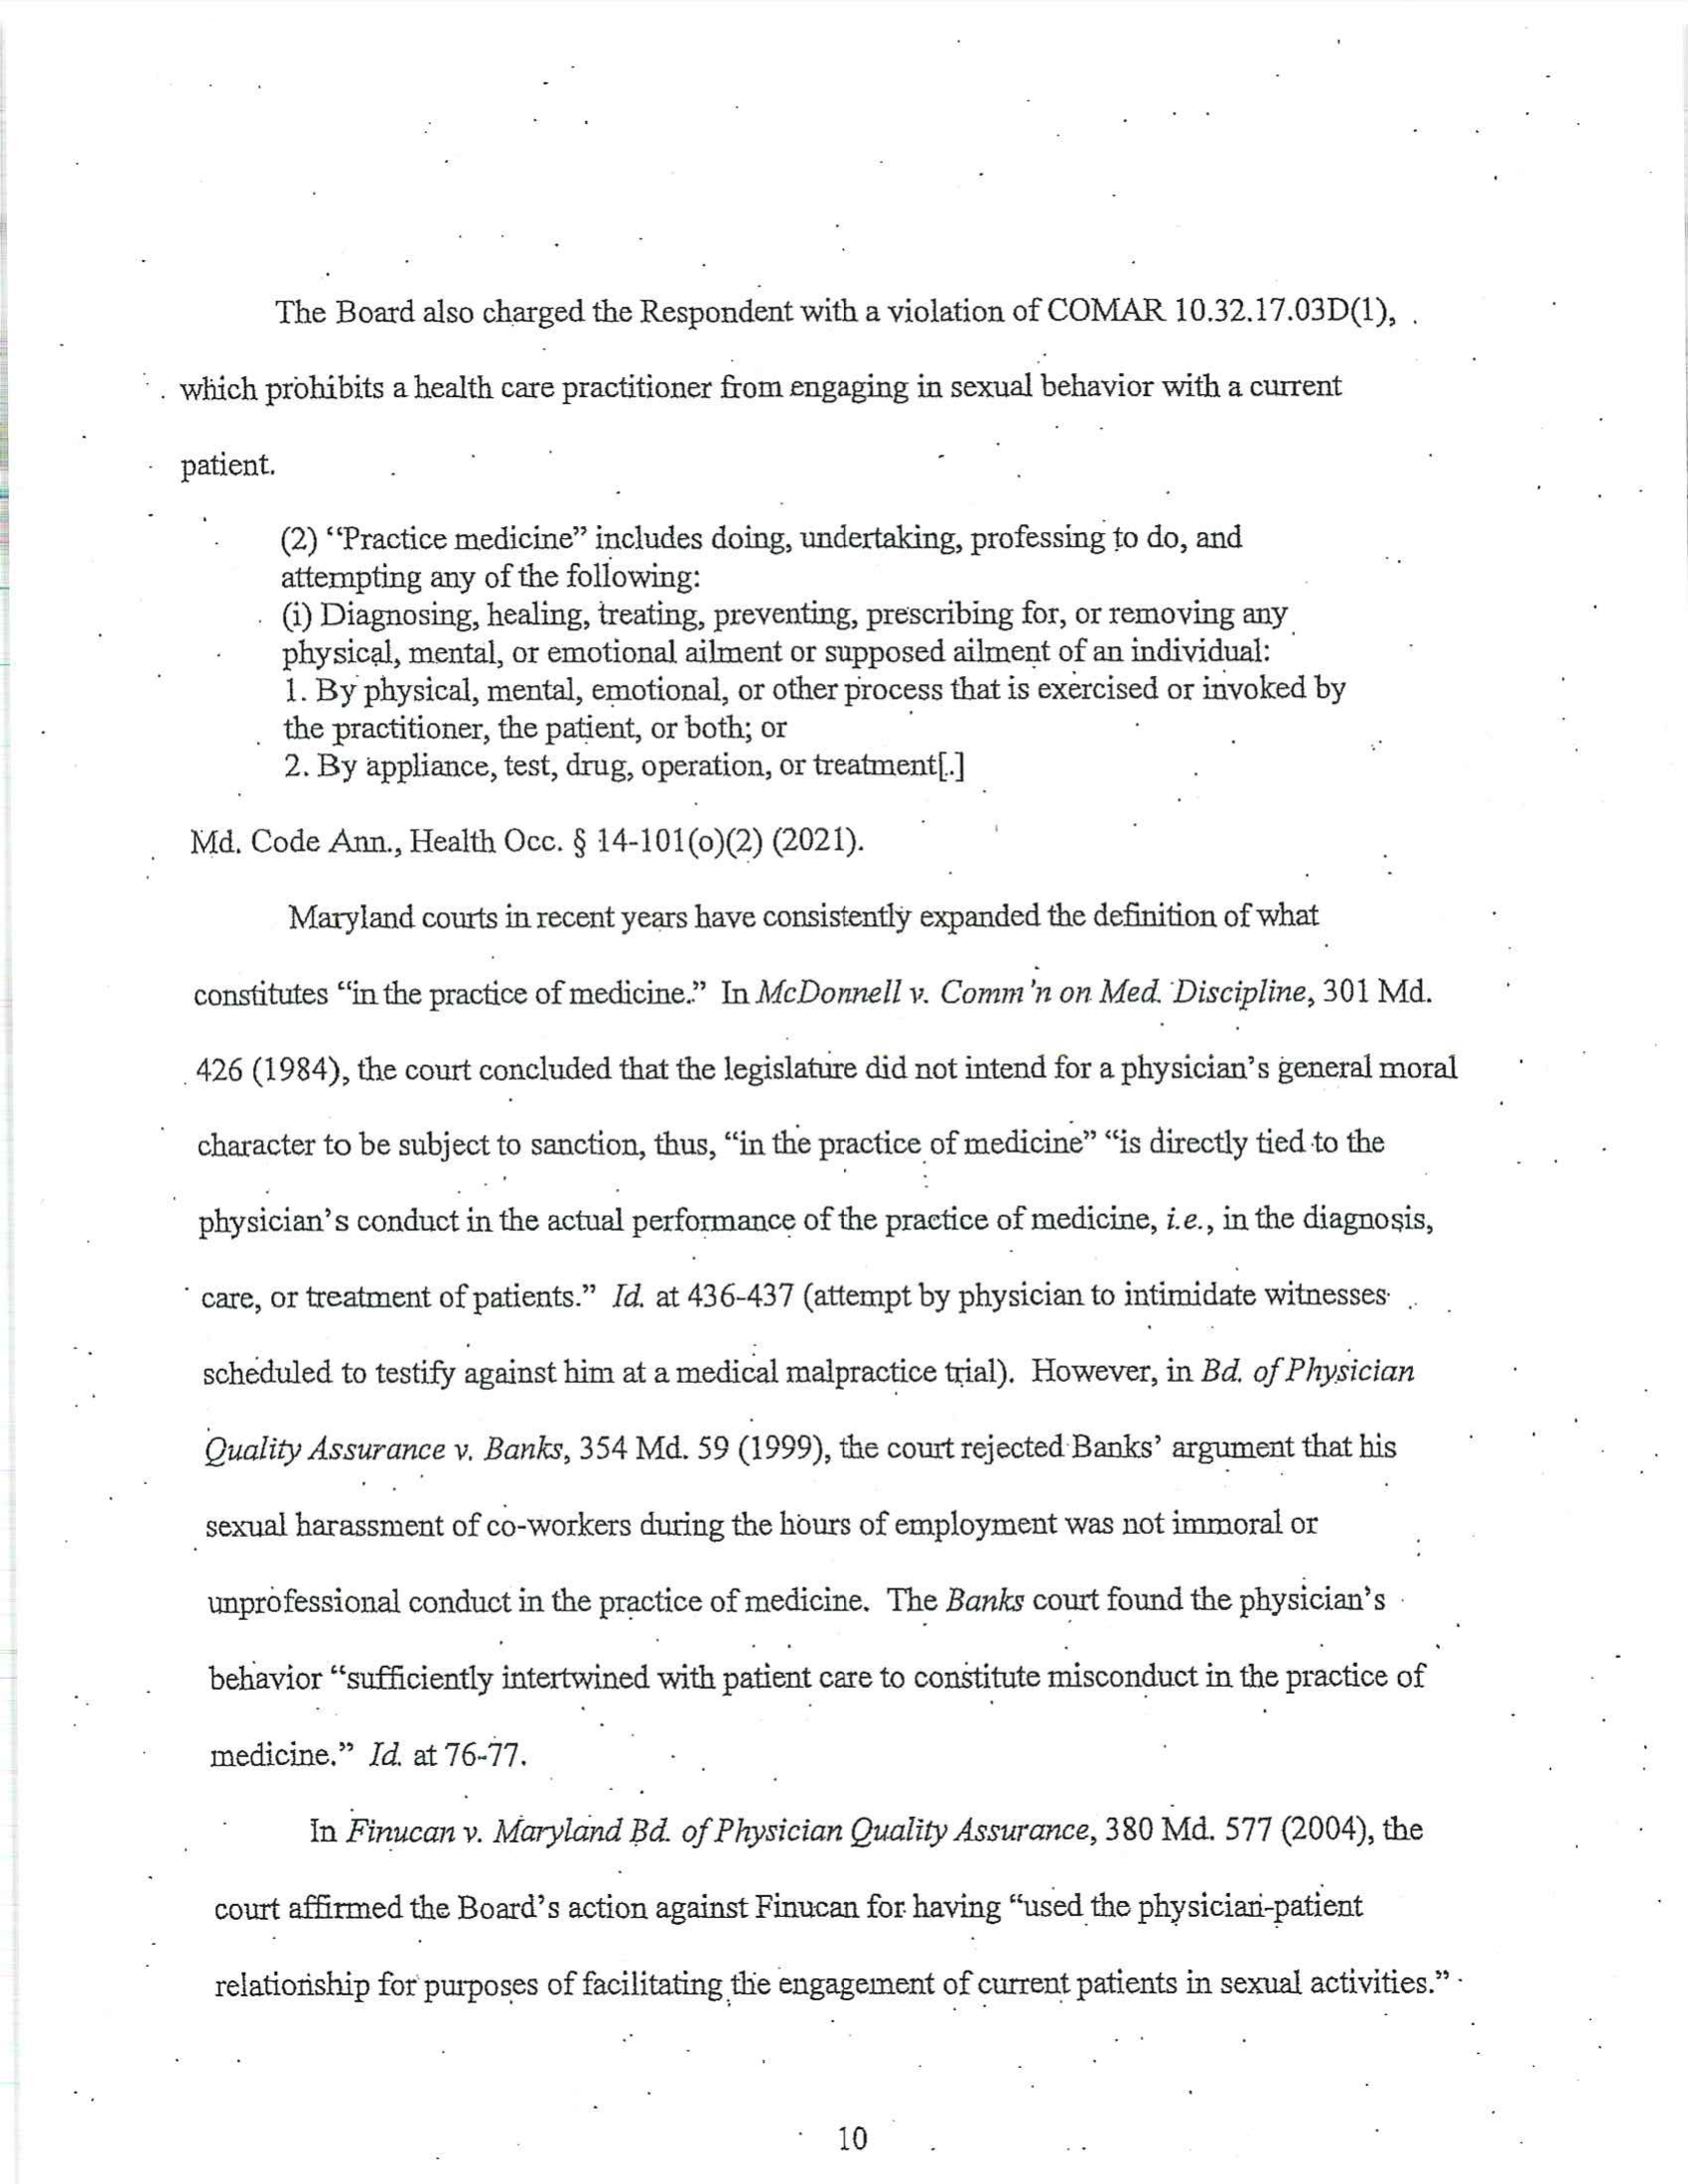 The Board also charged the Respondent with a violation of COMAR 10.32.17.03D(1),
which prohibits a health care practitioner from engaging in sexual behavior with a current
patient.
(2) “Practice medicine” includes doing, undertaking, professing to do, and
attempting any of the following:
(i) Diagnosing, healing, treating, preventing, prescribing for, or removing any
physical, mental, or emotional ailment or supposed ailment of an individual:
1. By physical, mental, emotional, or other process that is exercised or invoked by
the practitioner, the patient, or both; or
2. By appliance, test, drug, operation, or treatment[.]
Md. Code Ann., Health Occ. § 14-101(o)(2) (2021).
Maryland courts in recent years have consistently expanded the definition of what
constitutes “in the practice of medicine.” In McDonnell v. Comm’n on Med. Discipline, 301 Md.
426 (1984), the court concluded that the legislature did not intend for a physician’s general moral
character to be subject to sanction, thus, “in the practice of medicine” “is directly tied to the
physician’s conduct in the actual performance of the practice of medicine, i.e., in the diagnosis,
care, or treatment of patients.” Id. at 436-437 (attempt by physician to intimidate witnesses
scheduled to testify against him at a medical malpractice trial). However, in Bd. of Physician
Quality Assurance v. Banks, 354 Md. 59 (1999), the court rejected Banks’ argument that his
sexual harassment of co-workers during the hours of employment was not immoral or
unprofessional conduct in the practice of medicine. The Banks court found the physician’s
behavior “sufficiently intertwined with patient care to constitute misconduct in the practice of
medicine.” Id. at 76-77.
In Finucan v. Maryland Bd. of Physician Quality Assurance, 380 Md. 577 (2004), the
court affirmed the Board’s action against Finucan for having “used the physician-patient
relationship for purposes of facilitating the engagement of current patients in sexual activities.”
10